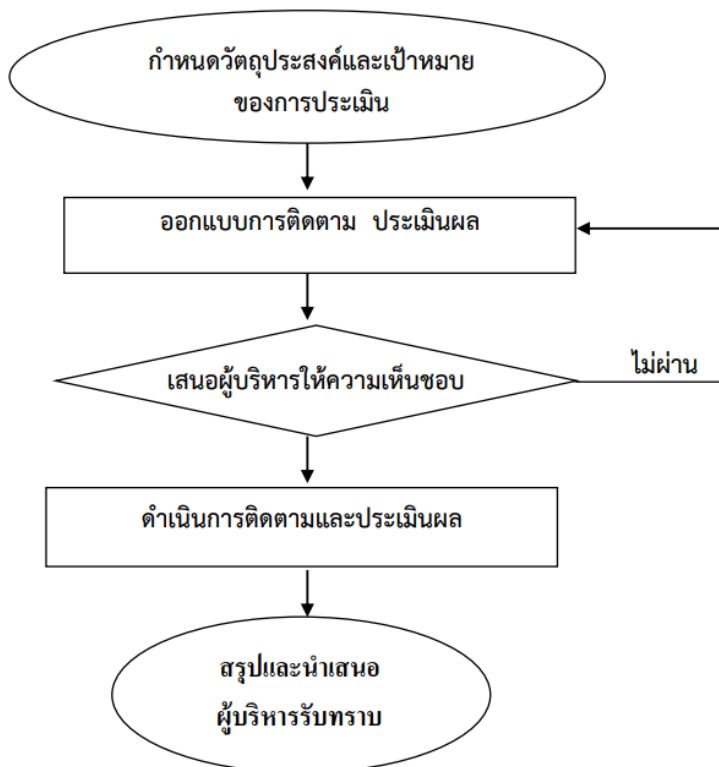 กำหนดวัตถุประสงค์และเป้าหมาย
ของการประเมิน
ออกแบบการติดตาม ประเมินผล
เสนอผู้บริหารให้ความเห็นชอบ
ไม่ผ่าน
ดำเนินการติดตามและประเมินผล
สรุปและนำเสนอ
ผู้บริหารรับทราบ